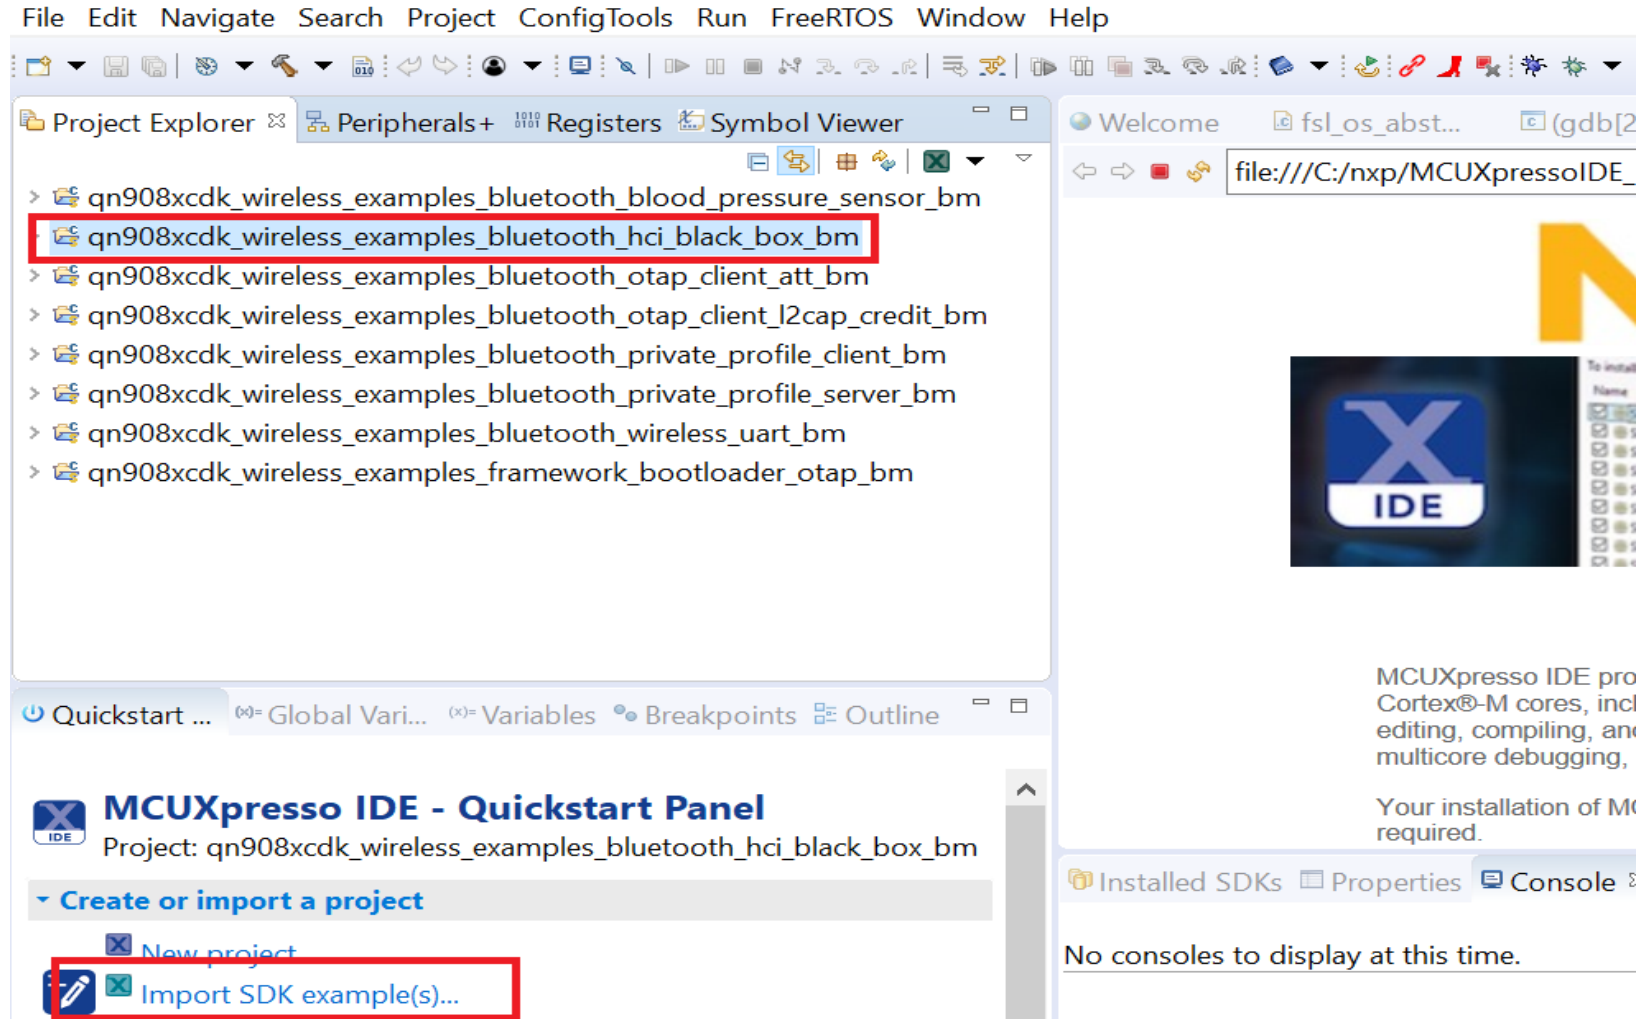 File Edit Navigate Search Project ConfigTools Run FreeRTOS Window Help
Project Explorer Peripherals+ Registers Symbol Viewer
qn908xcdk_wireless_examples_bluetooth_blood_pressure_sensor_bm
qn908xcdk_wireless_examples_bluetooth_hci_black_box_bm
qn908xcdk_wireless_examples_bluetooth_otap_client_att_bm
qn908xcdk_wireless_examples_bluetooth_otap_client_l2cap_credit_bm
qn908xcdk_wireless_examples_bluetooth_private_profile_client_bm
qn908xcdk_wireless_examples_bluetooth_private_profile_server_bm
qn908xcdk_wireless_examples_bluetooth_wireless_uart_bm
qn908xcdk_wireless_examples_framework_bootloader_otap_bm
Quickstart ... (x)= Global Vari... (x)= Variables Breakpoints Outline
MCUXpresso IDE - Quickstart Panel
Project: qn908xcdk_wireless_examples_bluetooth_hci_black_box_bm
Create or import a project
New project
Import SDK example(s)...
Welcome fsl_os_abst... (gdb[2
file:///C:/nxp/MCUXpressoIDE_
To install
Name
X
IDE
MCUXpresso IDE pro
Cortex®-M cores, incl
editing, compiling, and
multicore debugging,
Your installation of MC
required.
Installed SDKs Properties Console
No consoles to display at this time.